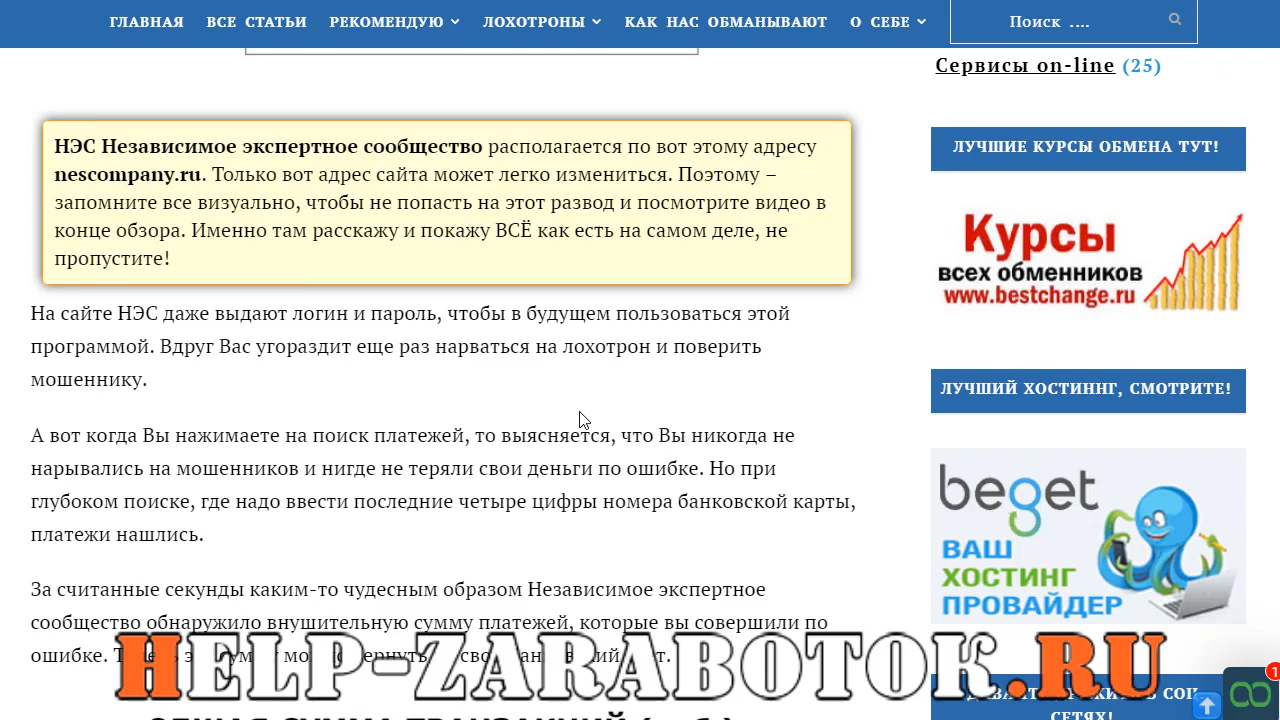 ГЛАВНАЯ ВСЕ СТАТЬИ РЕКОМЕНДУЮ ЛОХОТРОНЫ КАК НАС ОБМАНЫВАЮТ О СЕБЕ Поиск ....
Сервисы on-line (25)
НЭС Независимое экспертное сообщество располагается по вот этому адресу
nescompany.ru. Только вот адрес сайта может легко измениться. Поэтому –
запомните все визуально, чтобы не попасть на этот развод и посмотрите видео в
конце обзора. Именно там расскажу и покажу ВСЁ как есть на самом деле, не
пропустите!
На сайте НЭС даже выдают логин и пароль, чтобы в будущем пользоваться этой
программой. Вдруг Вас угораздит еще раз нарваться на лохотрон и поверить
мошеннику.
А вот когда Вы нажимаете на поиск платежей, то выясняется, что Вы никогда не
нарывались на мошенников и нигде не теряли свои деньги по ошибке. Но при
глубоком поиске, где надо ввести последние четыре цифры номера банковской карты,
платежи нашлись.
За считанные секунды каким-то чудесным образом Независимое экспертное
сообщество обнаружило внушительную сумму платежей, которые вы совершили по
ошибке.
HELP-ZARABOTOK.RU
ЛУЧШИЕ КУРСЫ ОБМЕНА ТУТ!
Курсы
всех обменников
www.bestchange.ru
ЛУЧШИЙ ХОСТИННГ, СМОТРИТЕ!
beget
ВАШ
ХОСТИНГ
ПРОВАЙДЕР
В СОЦ
СЕТЯХ!
1